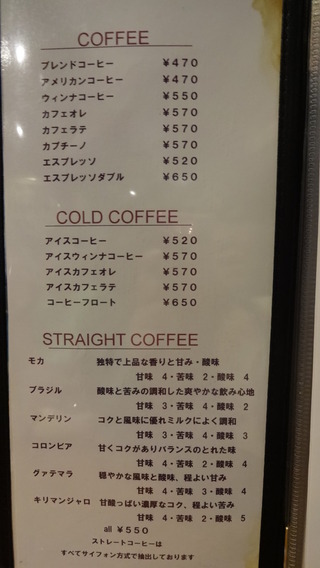 COFFEE
ブレンドコーヒー ￥４７０
アメリカンコーヒー ￥４７０
ウィンナコーヒー ￥５５０
カフェオレ ￥５７０
カフェラテ ￥５７０
カプチーノ ￥５７０
エスプレッソ ￥５２０
エスプレッソダブル ￥６５０
COLD COFFEE
アイスコーヒー ￥５２０
アイスウィンナコーヒー ￥５７０
アイスカフェオレ ￥５７０
アイスカフェラテ ￥５７０
コーヒーフロート ￥６５０
STRAIGHT COFFEE
モカ 独特で上品な香りと甘み・酸味
甘味 ４・苦味 ２・酸味 ４
ブラジル 酸味と苦みの調和した爽やかな飲み心地
甘味 ３・苦味 ４・酸味 ２
マンデリン コクと風味に優れミルクによく調和
甘味 ３・苦味 ４・酸味 ３
コロンビア 甘くコクがありバランスのとれた味
甘味 ４・苦味 ２・酸味 ４
グァテマラ 穏やかな風味と酸味、程よい甘み
甘味 ４・苦味 ３・酸味 ４
キリマンジャロ 甘酸っぱい濃厚なコク、程よい苦み
甘味 ４・苦味 ２・酸味 ５
all ￥５５０
ストレートコーヒーは
すべてサイフォン方式で抽出しております